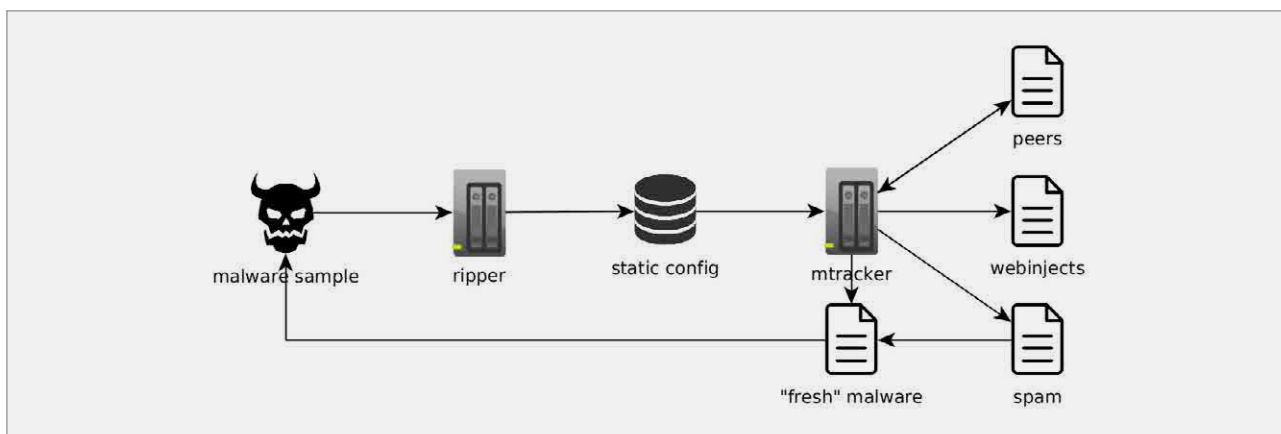 peers
malware sample
ripper
static config
mtracker
webinjects
"fresh" malware
spam